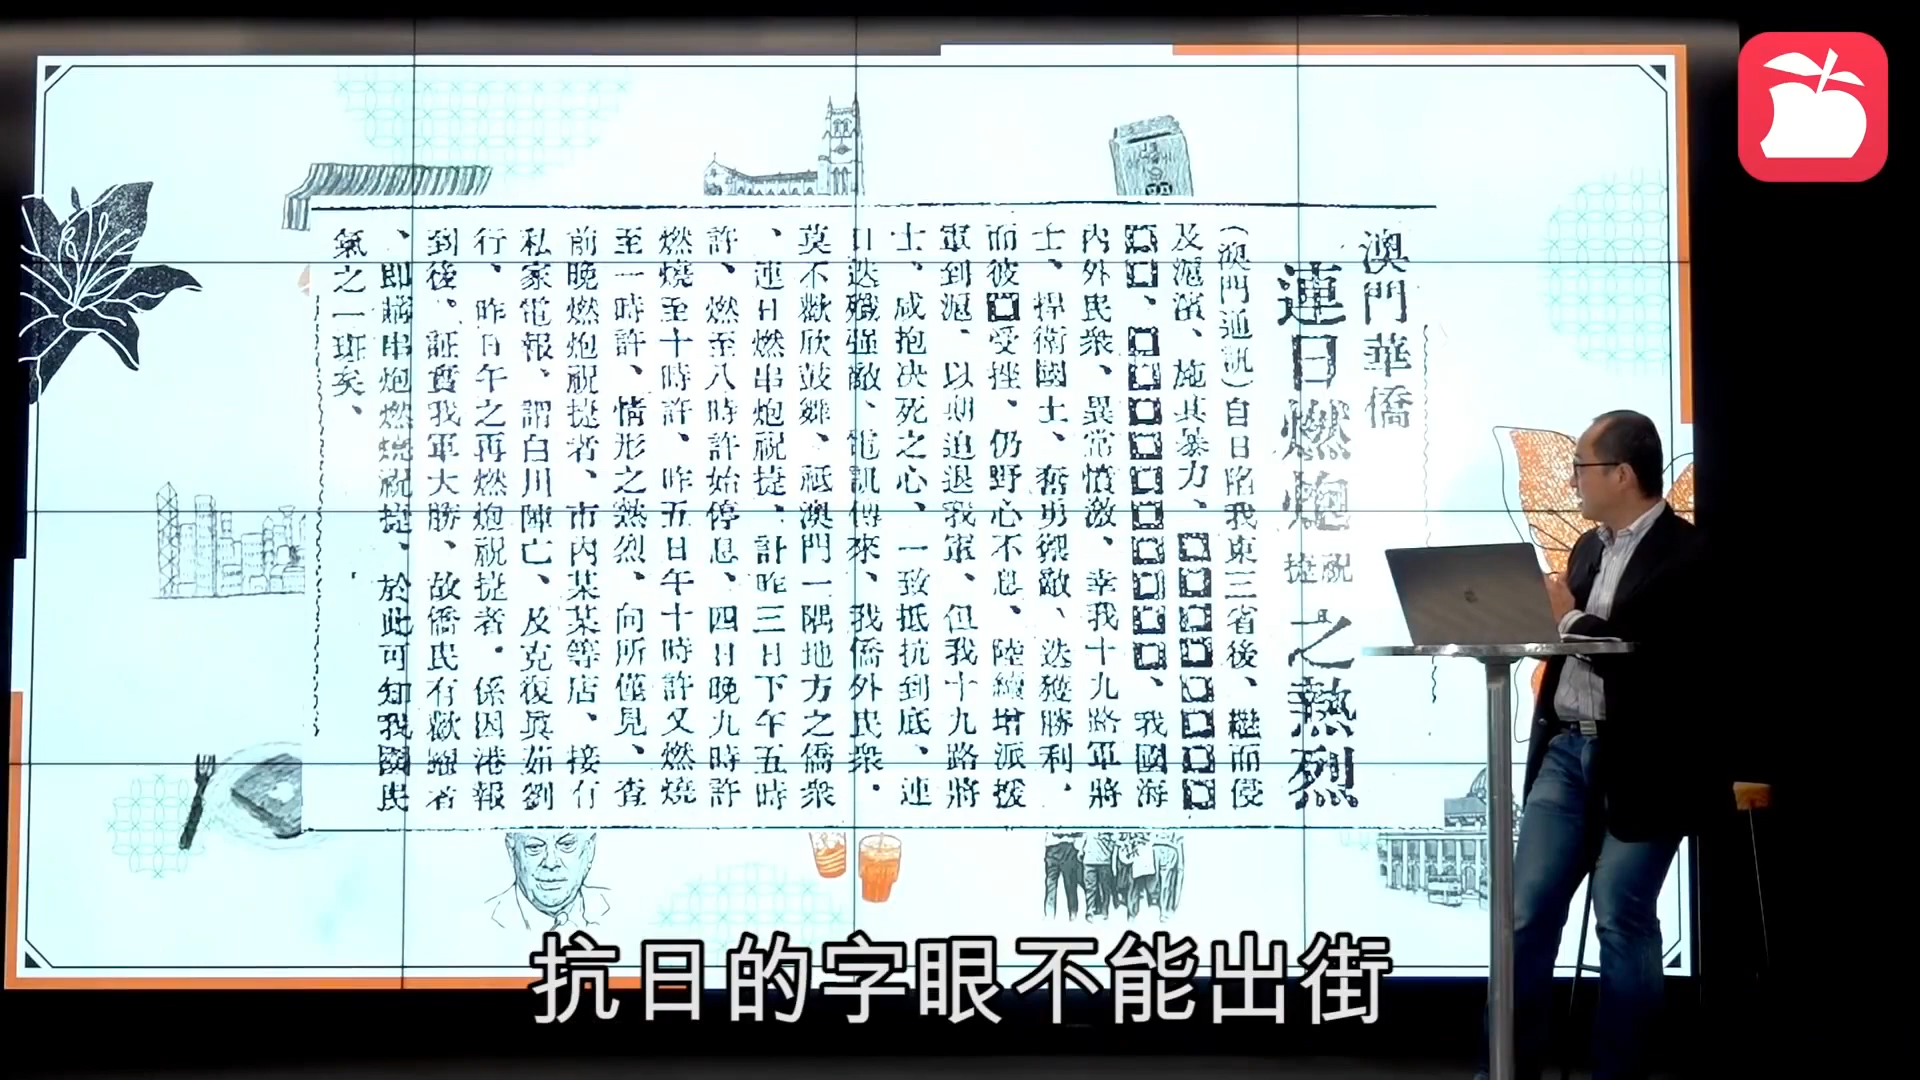 澳門華僑
連日燃炮祝捷之熱烈
(澳門通訊)自日陷我東三省後、繼而侵
及滬濱、施其暴力、□□□□□□□□
□□、□□□□□□□□□□、我國海
內外民衆、異常憤激、幸我十九路軍將
士、捍衛國土、奮勇禦敵、迭獲勝利、
而彼□受挫、仍野心不息、陸續增派援
軍到滬、以期迫退我軍、但我十九路將
士、咸抱决死之心、一致抵抗到底、連
日迭殲强敵、電訊傳來、我僑外民衆、
莫不歡欣鼓舞、祗澳門一隅地方之僑衆
、連日燃串炮祝捷、計昨三日下午五時
許、燃至八時許始停息、四日晚九時許
燃燒至十時許、昨五日午十時許又燃燒
至一時許、情形之熱烈、向所僅見、查
前晚燃炮祝捷者、市內某某等店、接有
私家電報、謂白川陣亡、及克復眞茹劉
行、昨日午之再燃炮祝捷者、係因港報
到後、証實我軍大勝、故僑民有歡躍者
、即購串炮燃燒祝捷、於此可知我國民
氣之一斑矣、
抗日的字眼不能出街